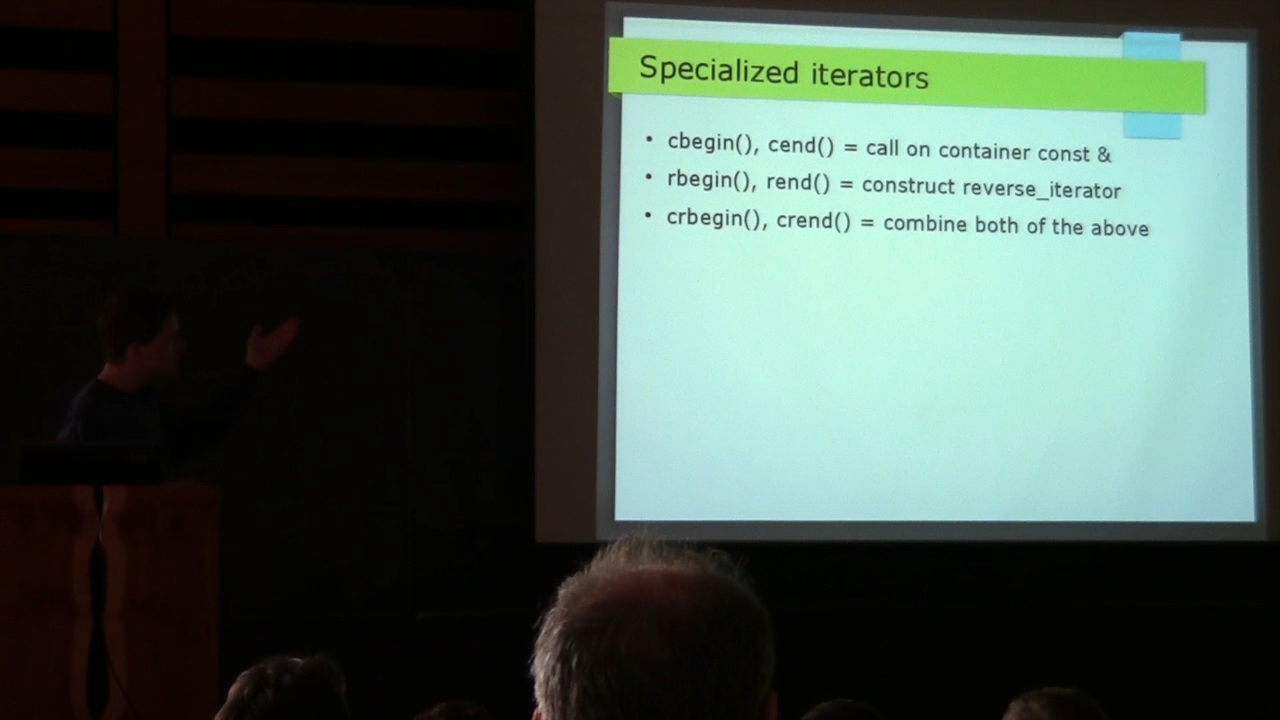 Specialized iterators
• cbegin(), cend() = call on container const &
• rbegin(), rend() = construct reverse_iterator
• crbegin(), crend() = combine both of the above